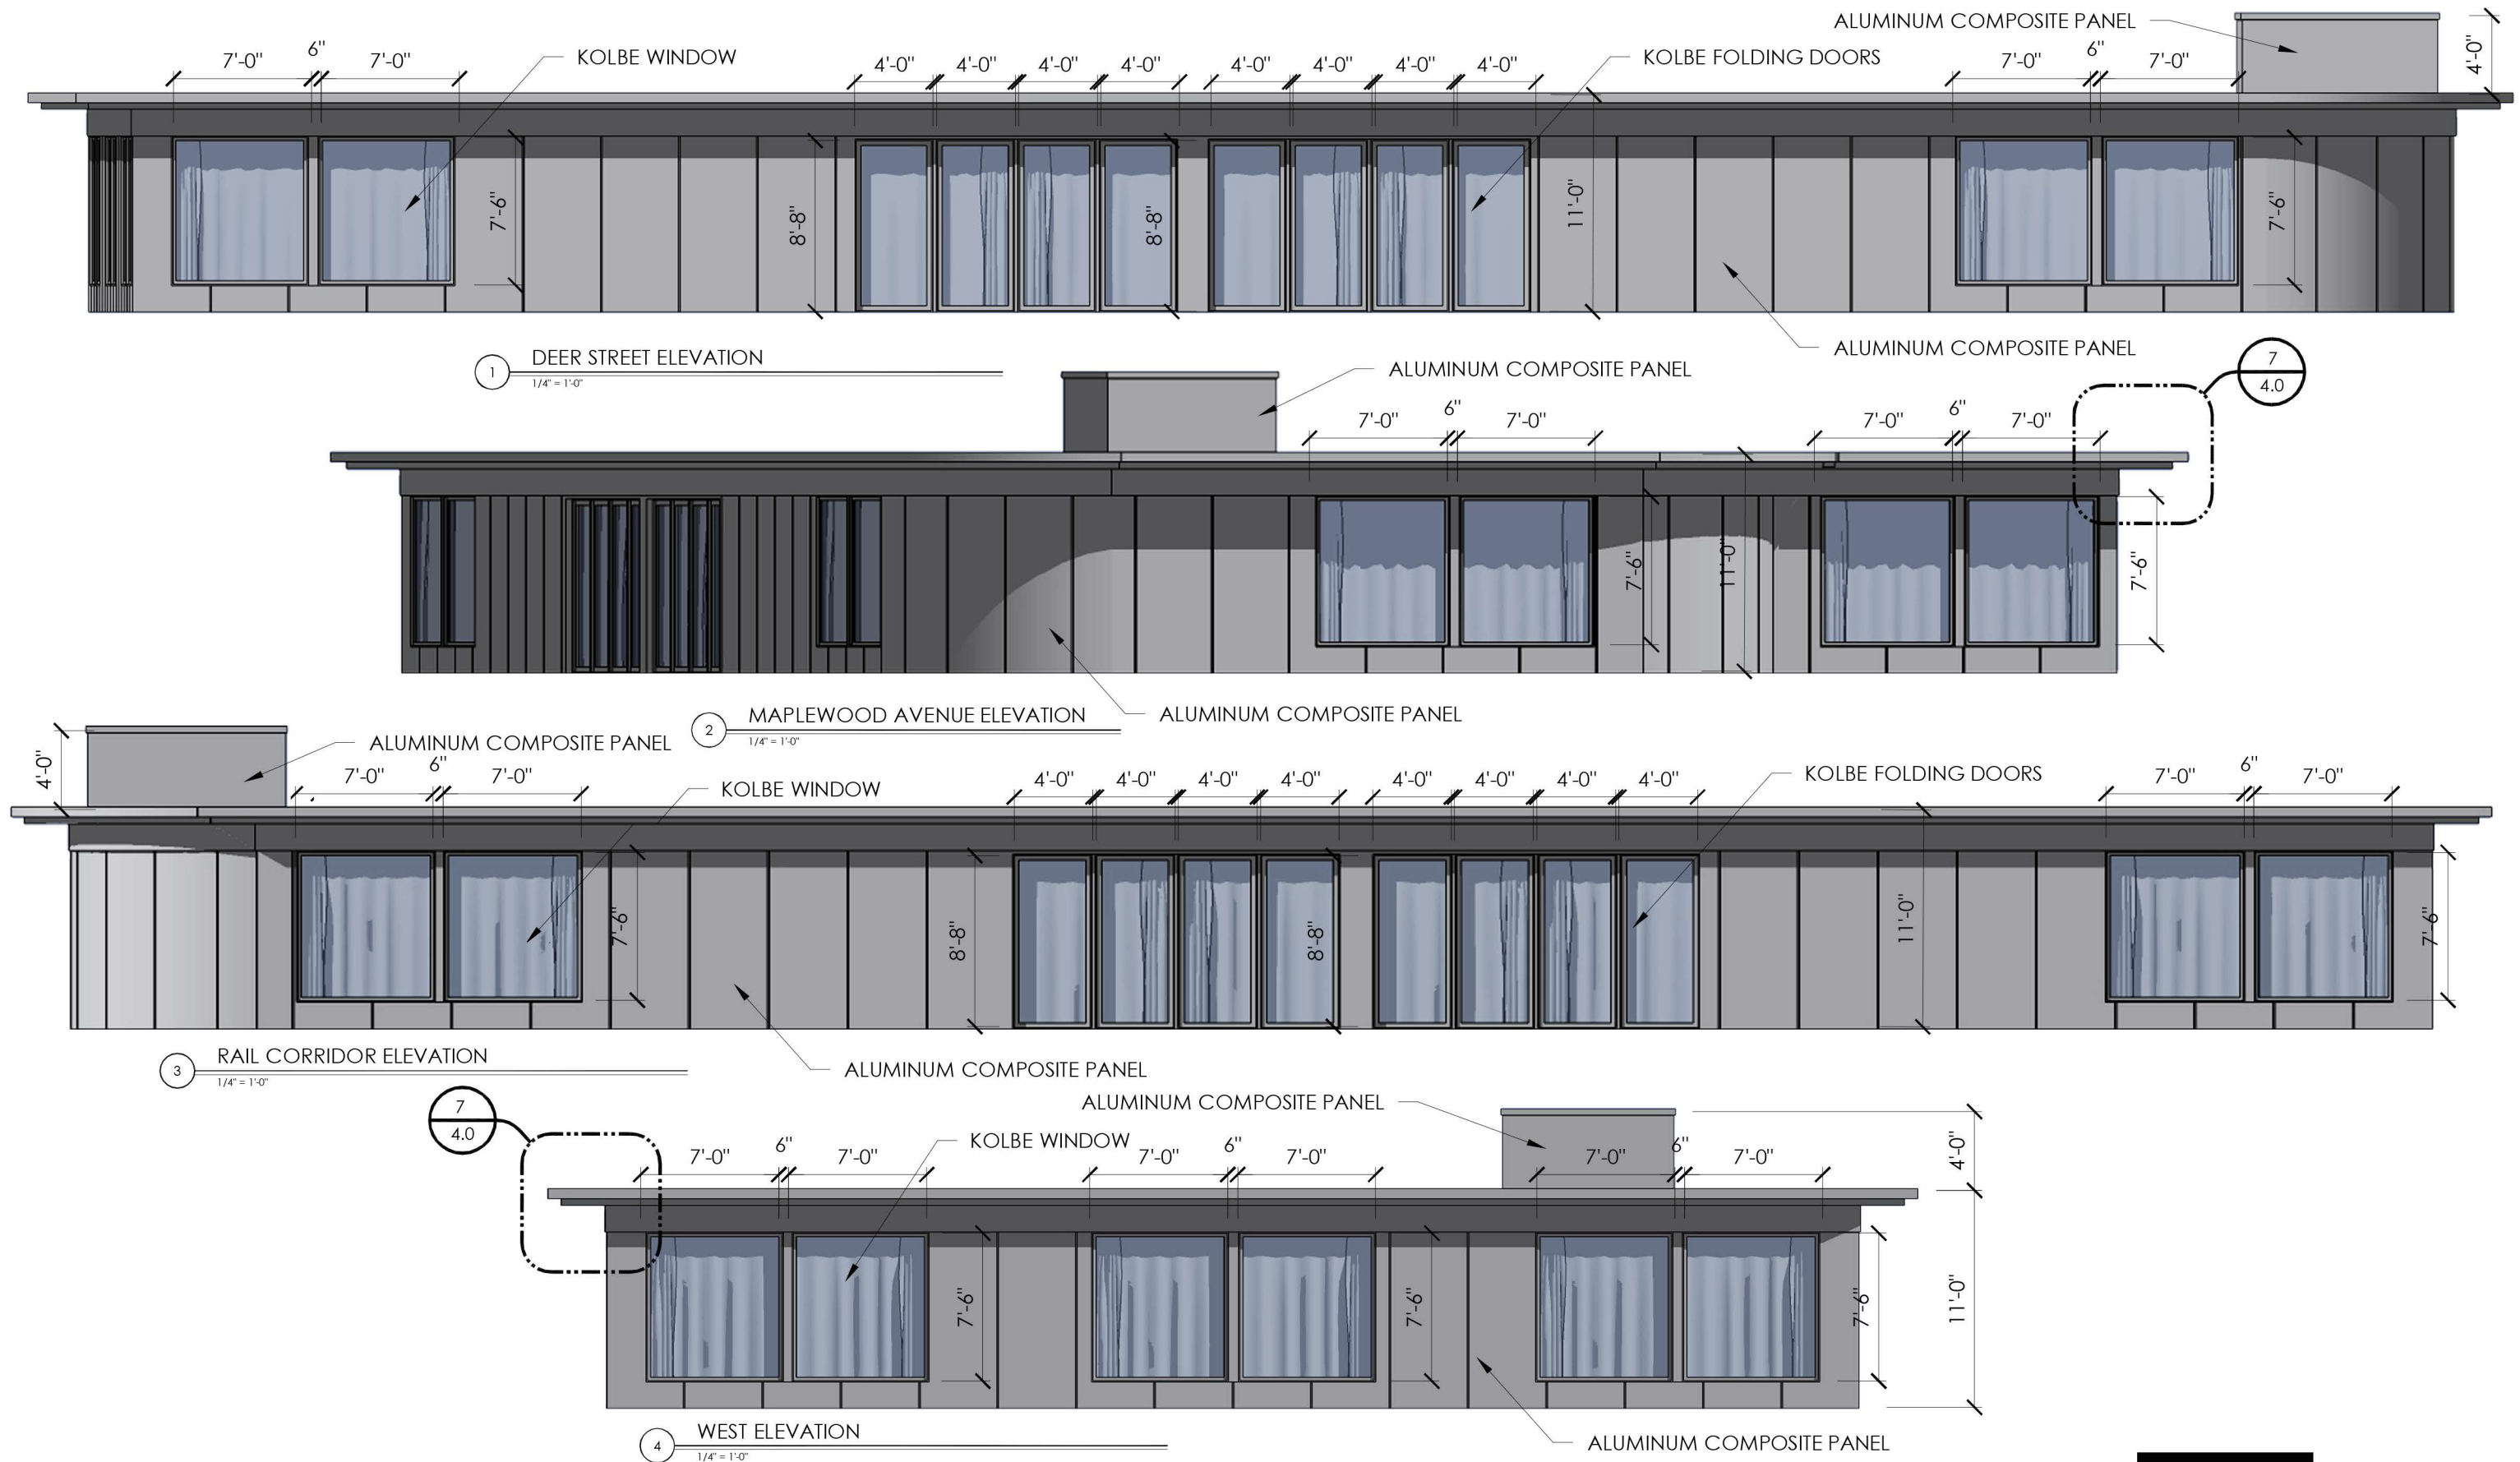 ALUMINUM COMPOSITE PANEL
7'-0" 6" 7'-0"
KOLBE WINDOW
4'-0" 4'-0" 4'-0" 4'-0" 4'-0" 4'-0" 4'-0" 4'-0"
KOLBE FOLDING DOORS
7'-0" 6" 7'-0"
4'-0"
7'-6"
8'-8"
8'-8"
11'-0"
7'-6"
ALUMINUM COMPOSITE PANEL
1 DEER STREET ELEVATION
1/4" = 1'-0"
ALUMINUM COMPOSITE PANEL
7
4.0
7'-0" 6" 7'-0"
7'-0" 6" 7'-0"
7'-6"
11'-0"
7'-6"
2 MAPLEWOOD AVENUE ELEVATION
1/4" = 1'-0"
ALUMINUM COMPOSITE PANEL
4'-0"
ALUMINUM COMPOSITE PANEL
7'-0" 6" 7'-0"
KOLBE WINDOW
4'-0" 4'-0" 4'-0" 4'-0" 4'-0" 4'-0" 4'-0" 4'-0"
KOLBE FOLDING DOORS
7'-0" 6" 7'-0"
7'-6"
8'-8"
8'-8"
11'-0"
7'-6"
3 RAIL CORRIDOR ELEVATION
1/4" = 1'-0"
ALUMINUM COMPOSITE PANEL
7
4.0
ALUMINUM COMPOSITE PANEL
KOLBE WINDOW
7'-0" 6" 7'-0"
7'-0" 6" 7'-0"
7'-0" 6" 7'-0"
4'-0"
7'-6"
7'-6"
7'-6"
11'-0"
4 WEST ELEVATION
1/4" = 1'-0"
ALUMINUM COMPOSITE PANEL